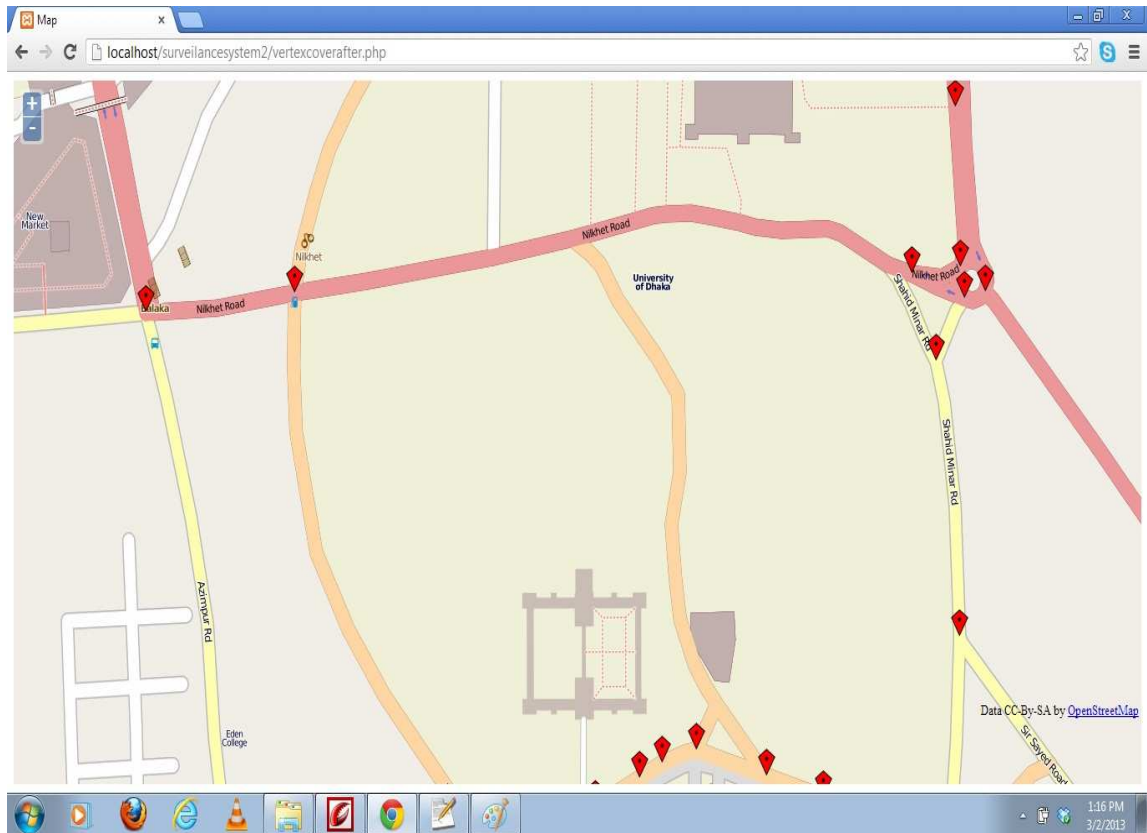 Map
localhost/surveilancesystem2/vertexcoverafter.php
New
Market
Nilkhet
Balaka
Nilkhet Road
Nilkhet Road
University
of Dhaka
Nilkhet Road
Shahid Minar Rd
Shahid Minar Rd
Azimpur Rd
Eden
College
Data CC-By-SA by OpenStreetMap
Sir Sayed Road
1:16 PM
3/2/2013